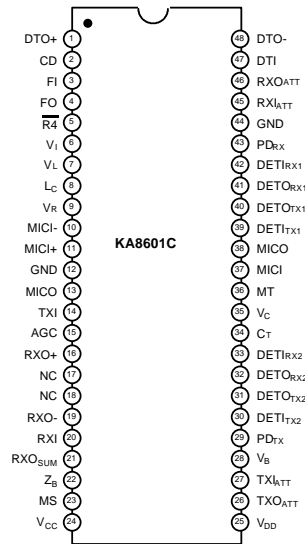 DTO+ 1 48 DTO-
CD 2 47 DTI
FI 3 46 RXOATT
FO 4 45 RXIATT
R4 5 44 GND
VI 6 43 PDRX
VL 7 42 DETIRX1
LC 8 41 DETORX1
VR 9 40 DETOTX1
MICI- 10 39 DETITX1
MICI+ 11 38 MICO
KA8601C
GND 12 37 MICI
MICO 13 36 MT
TXI 14 35 VC
AGC 15 34 CT
RXO+ 16 33 DETIRX2
NC 17 32 DETORX2
NC 18 31 DETOTX2
RXO- 19 30 DETITX2
RXI 20 29 PDTX
RXOSUM 21 28 VB
ZB 22 27 TXIATT
MS 23 26 TXOATT
VCC 24 25 VDD